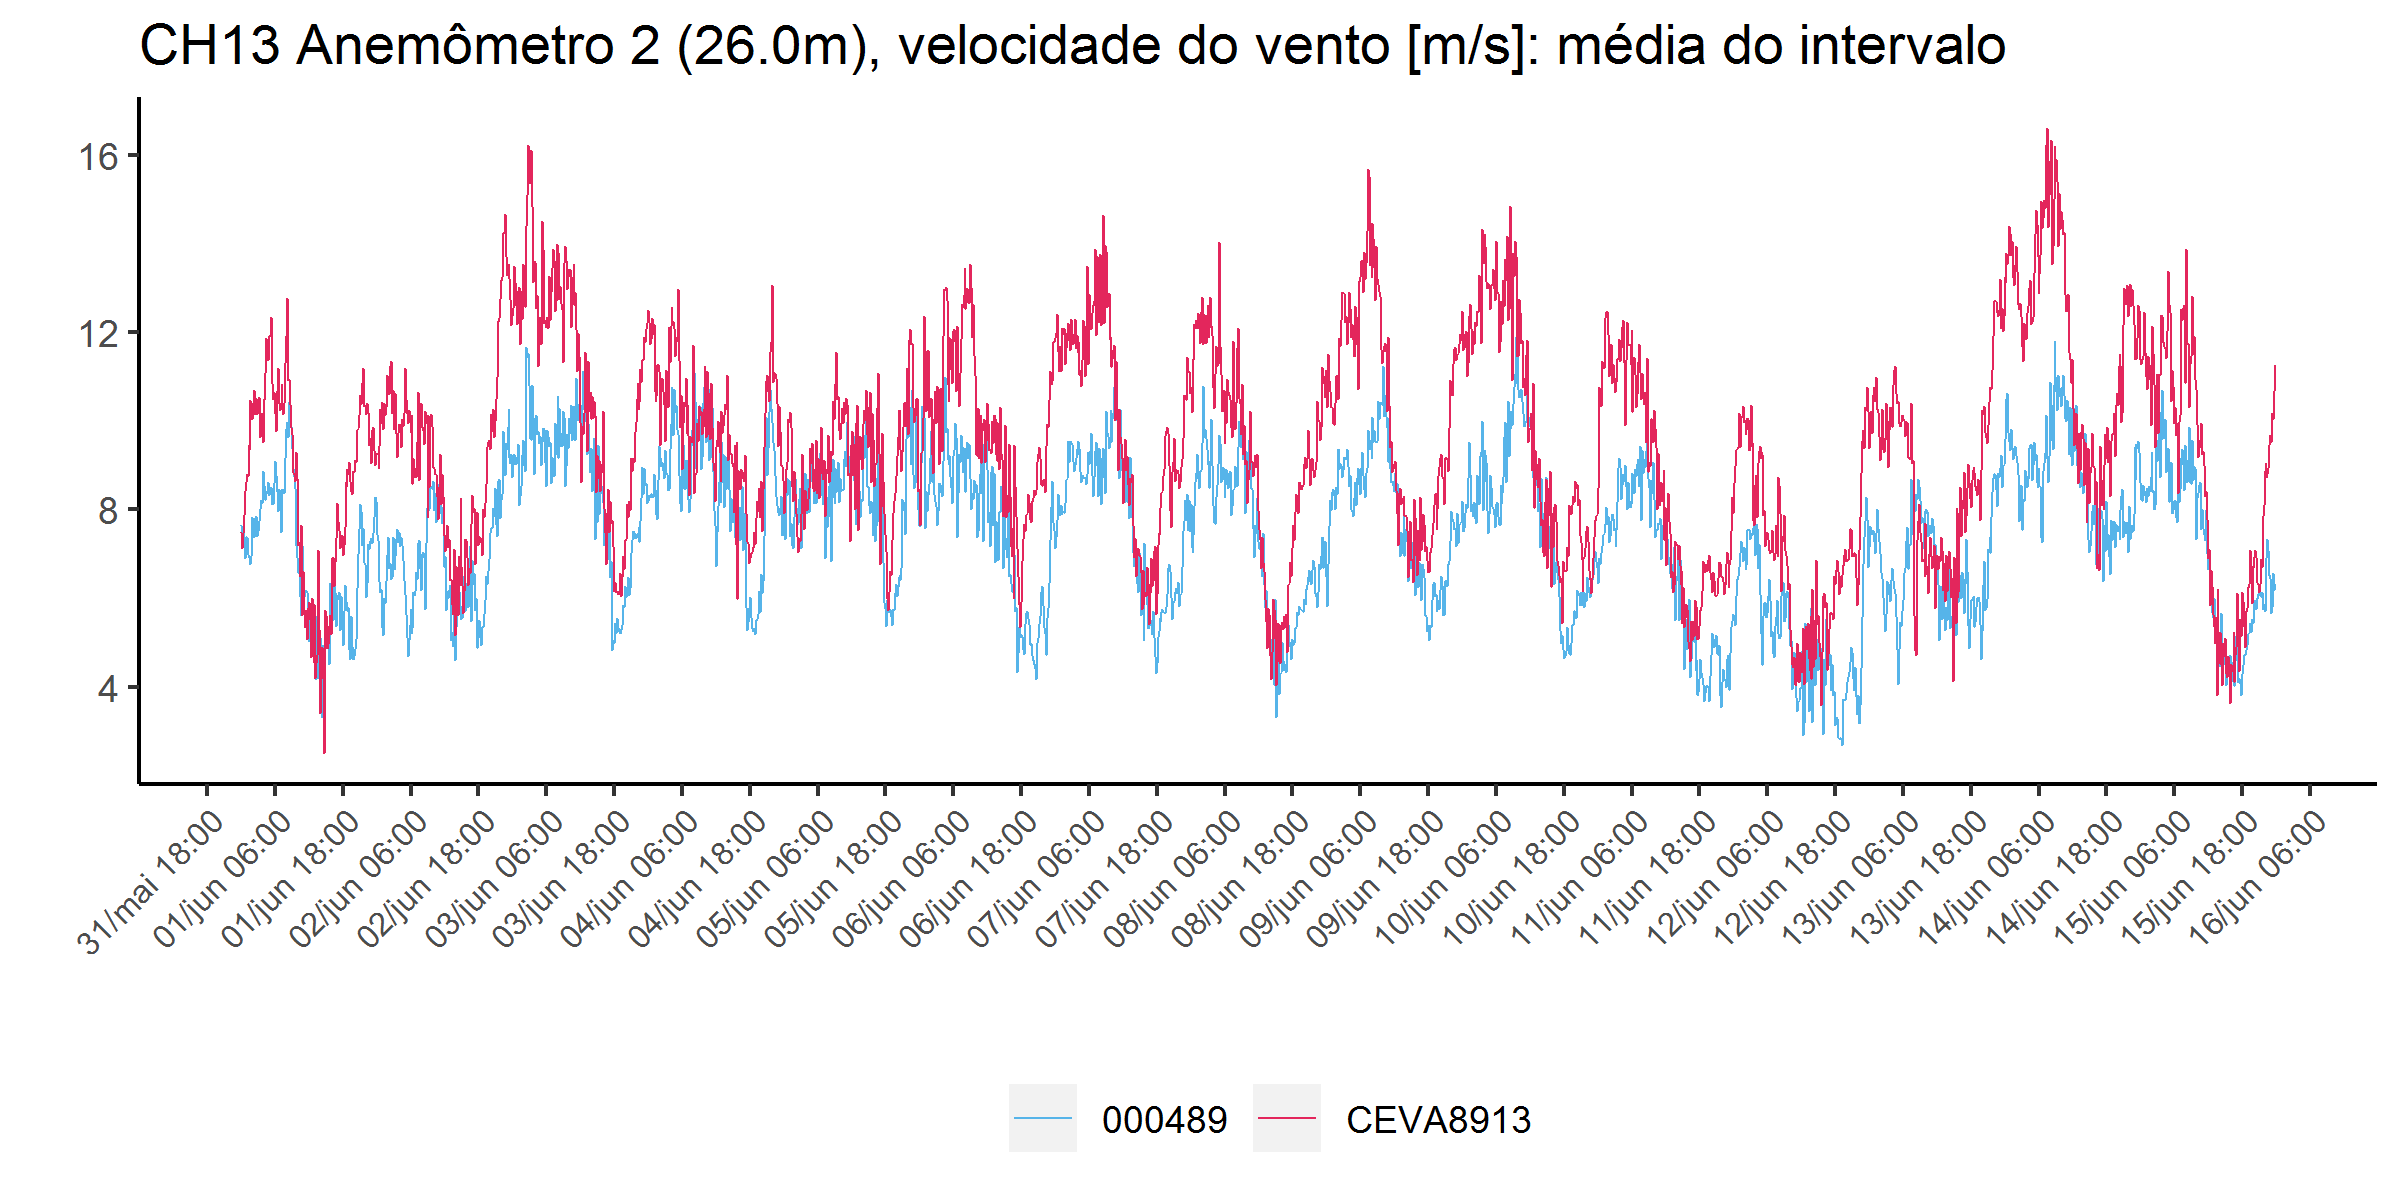 CH13 Anemômetro 2 (26.0m), velocidade do vento [m/s]: média do intervalo
16
12
8
4
31/mai 18:00
01/jun 06:00
01/jun 18:00
02/jun 06:00
02/jun 18:00
03/jun 06:00
03/jun 18:00
04/jun 06:00
04/jun 18:00
05/jun 06:00
05/jun 18:00
06/jun 06:00
06/jun 18:00
07/jun 06:00
07/jun 18:00
08/jun 06:00
08/jun 18:00
09/jun 06:00
09/jun 18:00
10/jun 06:00
10/jun 18:00
11/jun 06:00
11/jun 18:00
12/jun 06:00
12/jun 18:00
13/jun 06:00
13/jun 18:00
14/jun 06:00
14/jun 18:00
15/jun 06:00
15/jun 18:00
16/jun 06:00
000489
CEVA8913